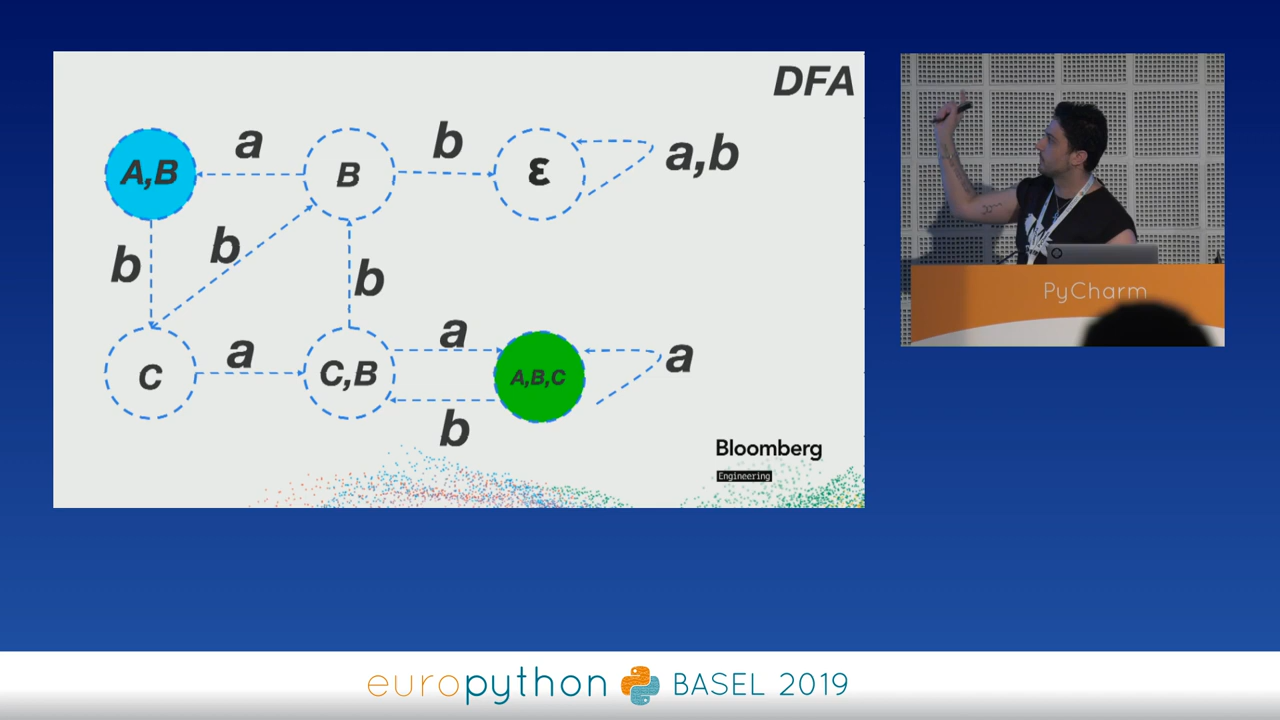 DFA
A,B
a
B
b
ε
a,b
b
b
b
C
a
C,B
a
A,B,C
a
b
Bloomberg
Engineering
PyCharm
europython BASEL 2019